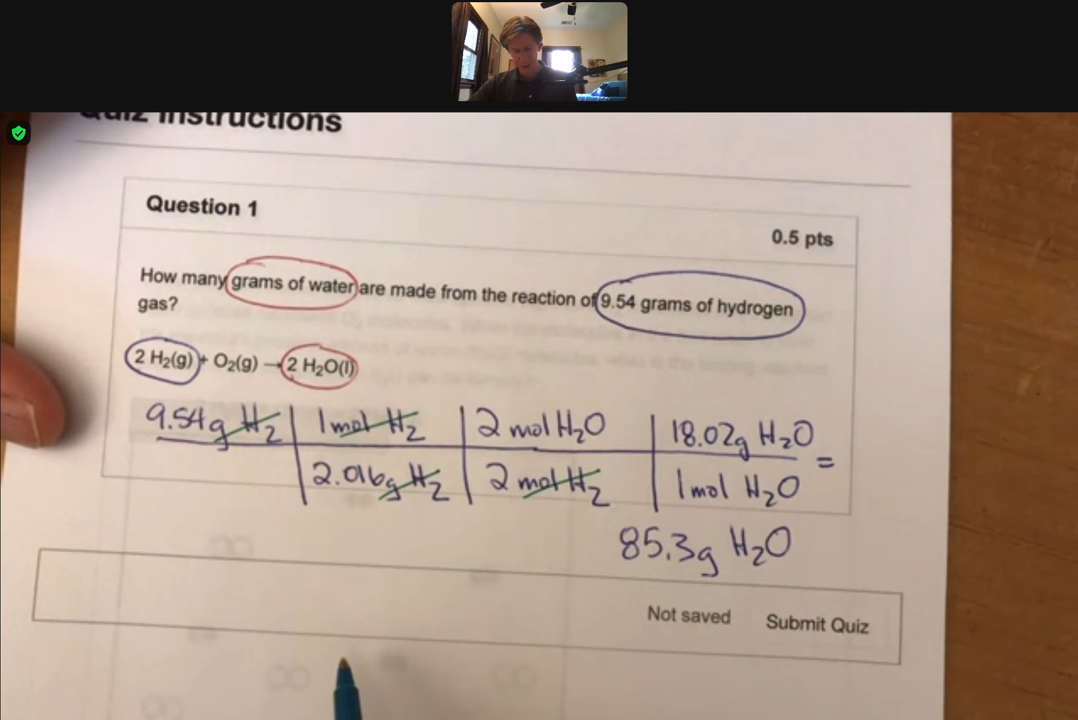 Quiz Instructions
Question 1
0.5 pts
How many grams of water are made from the reaction of 9.54 grams of hydrogen
gas?
2 H₂(g) + O₂(g) → 2 H₂O(l)
9.54g H₂ | 1 mol H₂ | 2 mol H₂O | 18.02g H₂O =
2.016g H₂ | 2 mol H₂ | 1 mol H₂O
85.3g H₂O
Not saved Submit Quiz